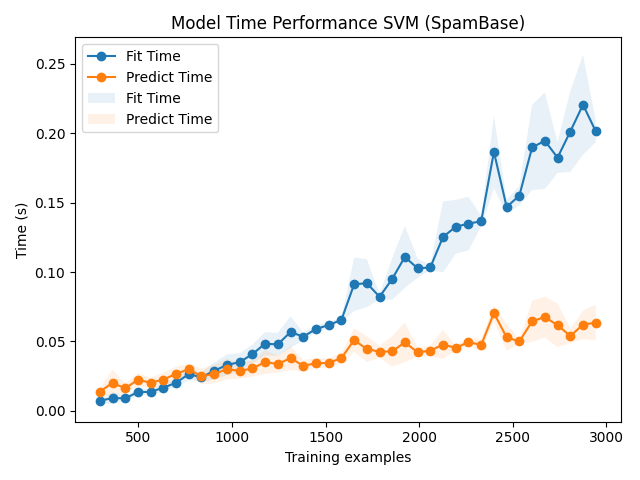 Model Time Performance SVM (SpamBase)
Fit Time
Predict Time
Fit Time
Predict Time
0.25
0.20
0.15
0.10
0.05
0.00
Time (s)
500
1000
1500
2000
2500
3000
Training examples